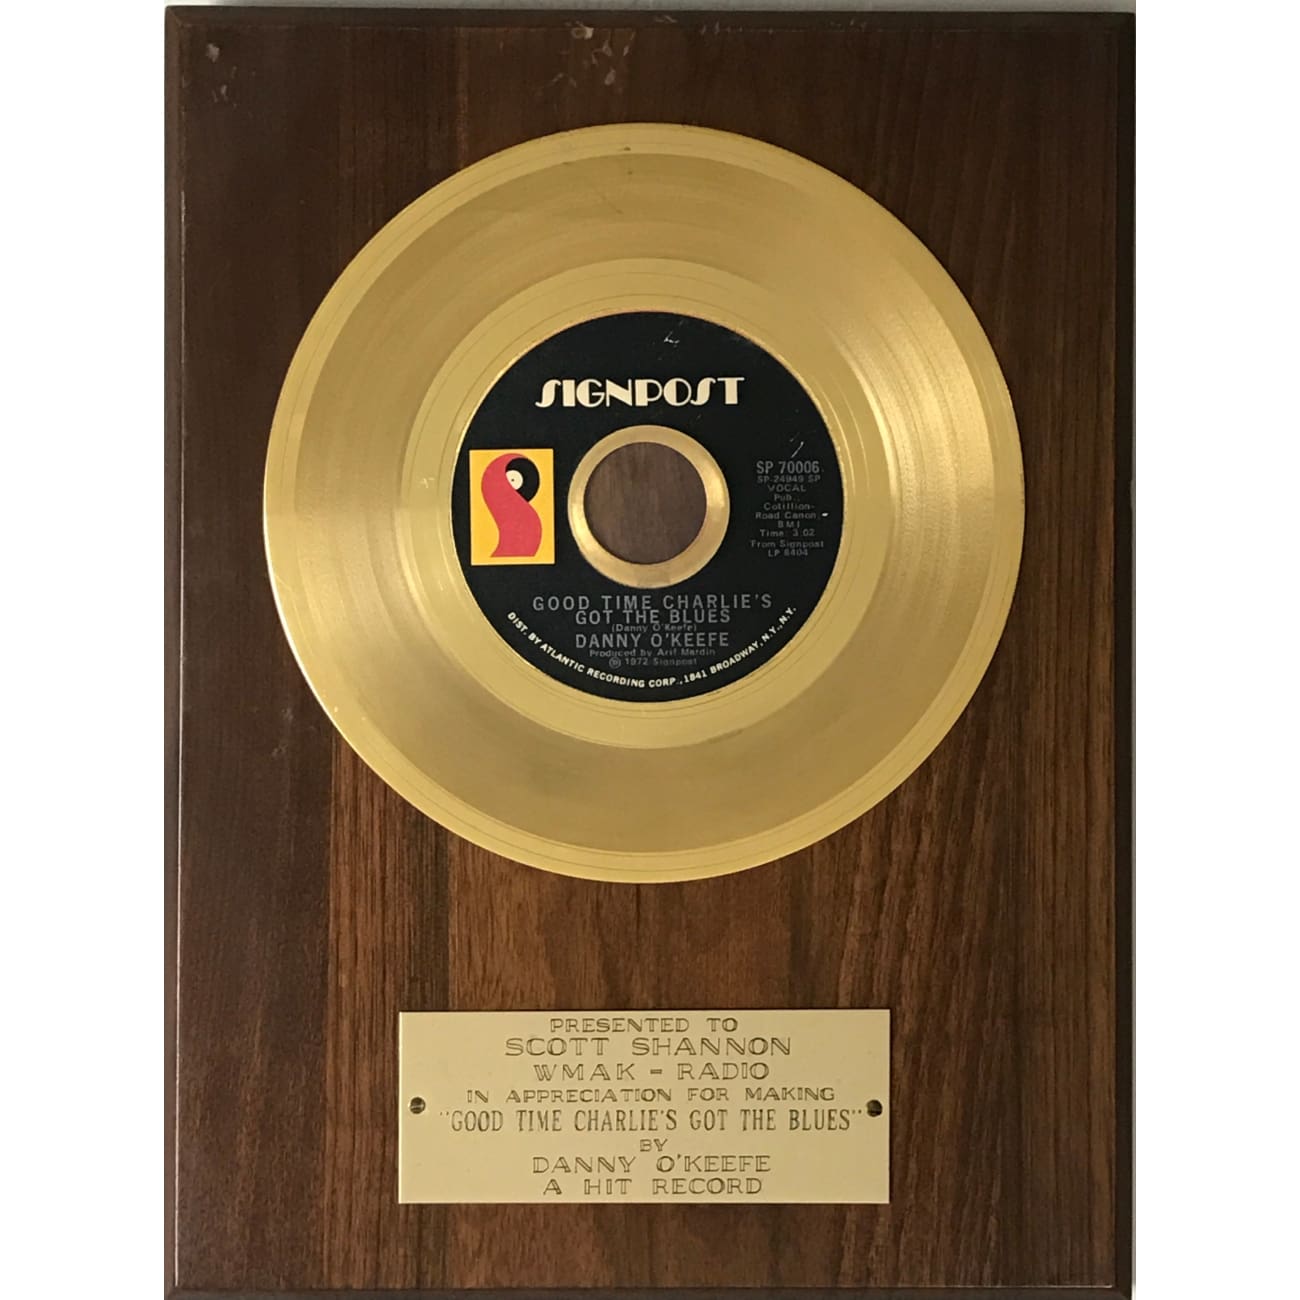 SIGNPOST
SP 70006
SP-24949 SP
VOCAL
Pub.,
Cotillion-
Road Canon,
BMI
Time: 3:02
From Signpost
LP 8404
GOOD TIME CHARLIE'S
GOT THE BLUES
(Danny O'Keefe)
DANNY O'KEEFE
Produced by Arif Mardin
Ⓟ 1972 Signpost
DIST. BY ATLANTIC RECORDING CORP., 1841 BROADWAY, N.Y., N.Y.
PRESENTED TO
SCOTT SHANNON
WMAK - RADIO
IN APPRECIATION FOR MAKING
"GOOD TIME CHARLIE'S GOT THE BLUES"
BY
DANNY O'KEEFE
A HIT RECORD